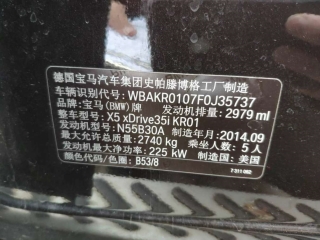 德国宝马汽车集团史帕滕博格工厂制造
车辆识别代号: WBAKR0107F0J35737
品牌: 宝马(BMW)牌 发动机排量: 2979 ml
整车型号: X5 xDrive35i KR01
发动机型号: N55B30A 制造年月: 2014.09
最大允许总质量: 2740 kg 乘坐人数: 5 人
发动机最大净功率: 225 kW 制造国: 美国
颜色代码/色圈: B53/8